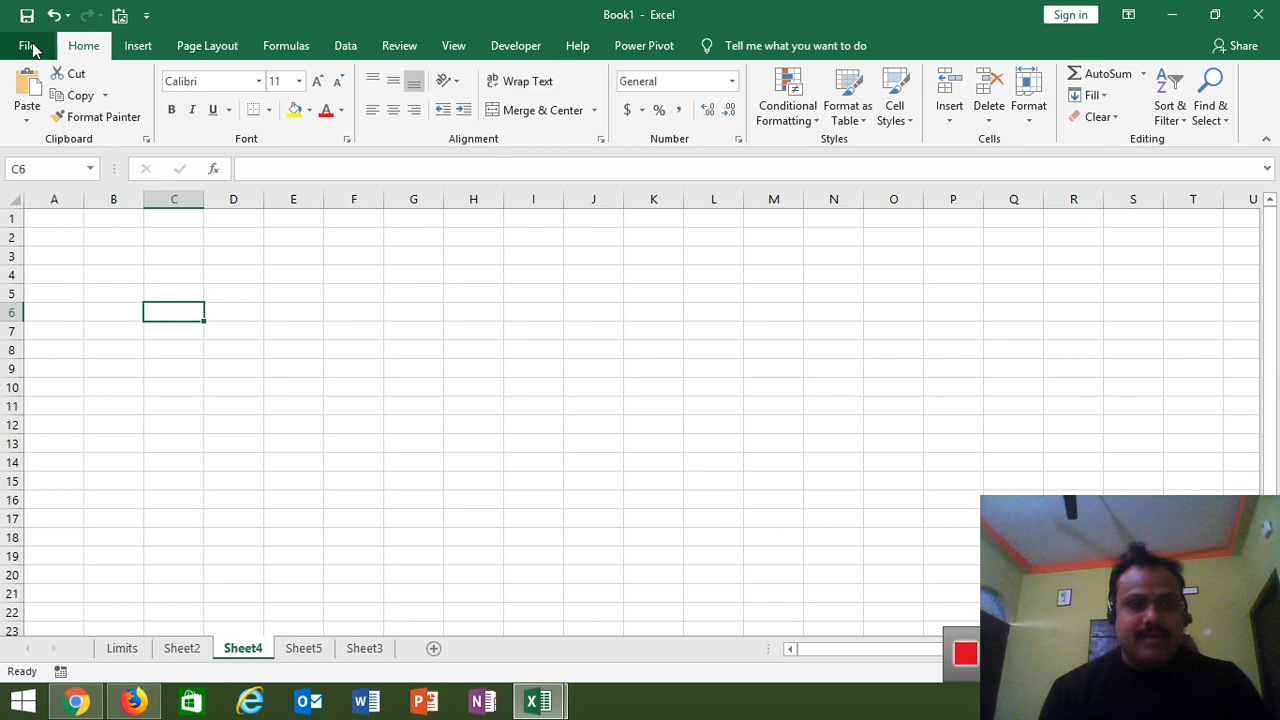 Book1 - Excel
Sign in
File
Home
Insert
Page Layout
Formulas
Data
Review
View
Developer
Help
Power Pivot
Tell me what you want to do
Share
Paste
Cut
Copy
Format Painter
Clipboard
Calibri
11
B I U
Font
Wrap Text
Merge & Center
Alignment
General
$ % ,
Number
Conditional
Formatting
Format as
Table
Cell
Styles
Styles
Insert
Delete
Format
Cells
AutoSum
Fill
Clear
Sort &
Filter
Find &
Select
Editing
C6
fx
A B C D E F G H I J K L M N O P Q R S T U
1
2
3
4
5
6
7
8
9
10
11
12
13
14
15
16
17
18
19
20
21
22
23
Limits
Sheet2
Sheet4
Sheet5
Sheet3
Ready